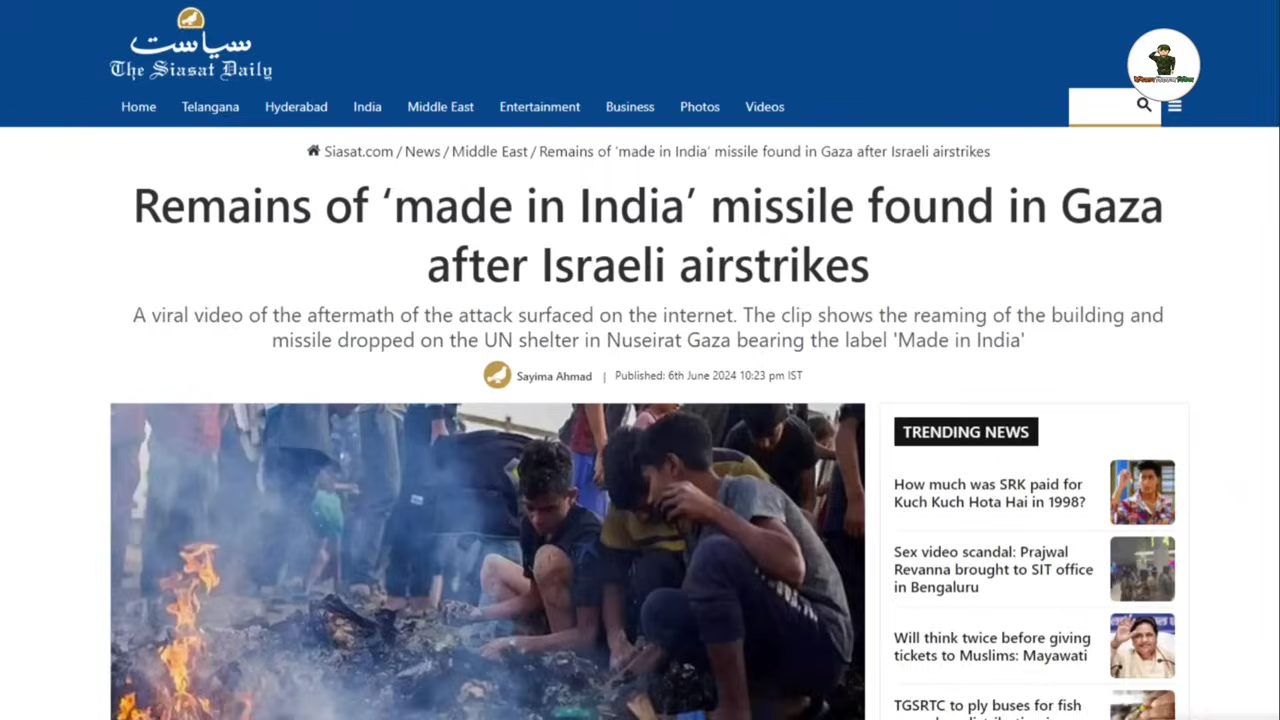 سیاست
The Siasat Daily
Home Telangana Hyderabad India Middle East Entertainment Business Photos Videos
Siasat.com / News / Middle East / Remains of ‘made in India’ missile found in Gaza after Israeli airstrikes
Remains of ‘made in India’ missile found in Gaza
after Israeli airstrikes
A viral video of the aftermath of the attack surfaced on the internet. The clip shows the reaming of the building and
missile dropped on the UN shelter in Nuseirat Gaza bearing the label 'Made in India'
Sayima Ahmad | Published: 6th June 2024 10:23 pm IST
TRENDING NEWS
How much was SRK paid for
Kuch Kuch Hota Hai in 1998?
Sex video scandal: Prajwal
Revanna brought to SIT office
in Bengaluru
Will think twice before giving
tickets to Muslims: Mayawati
TGSRTC to ply buses for fish